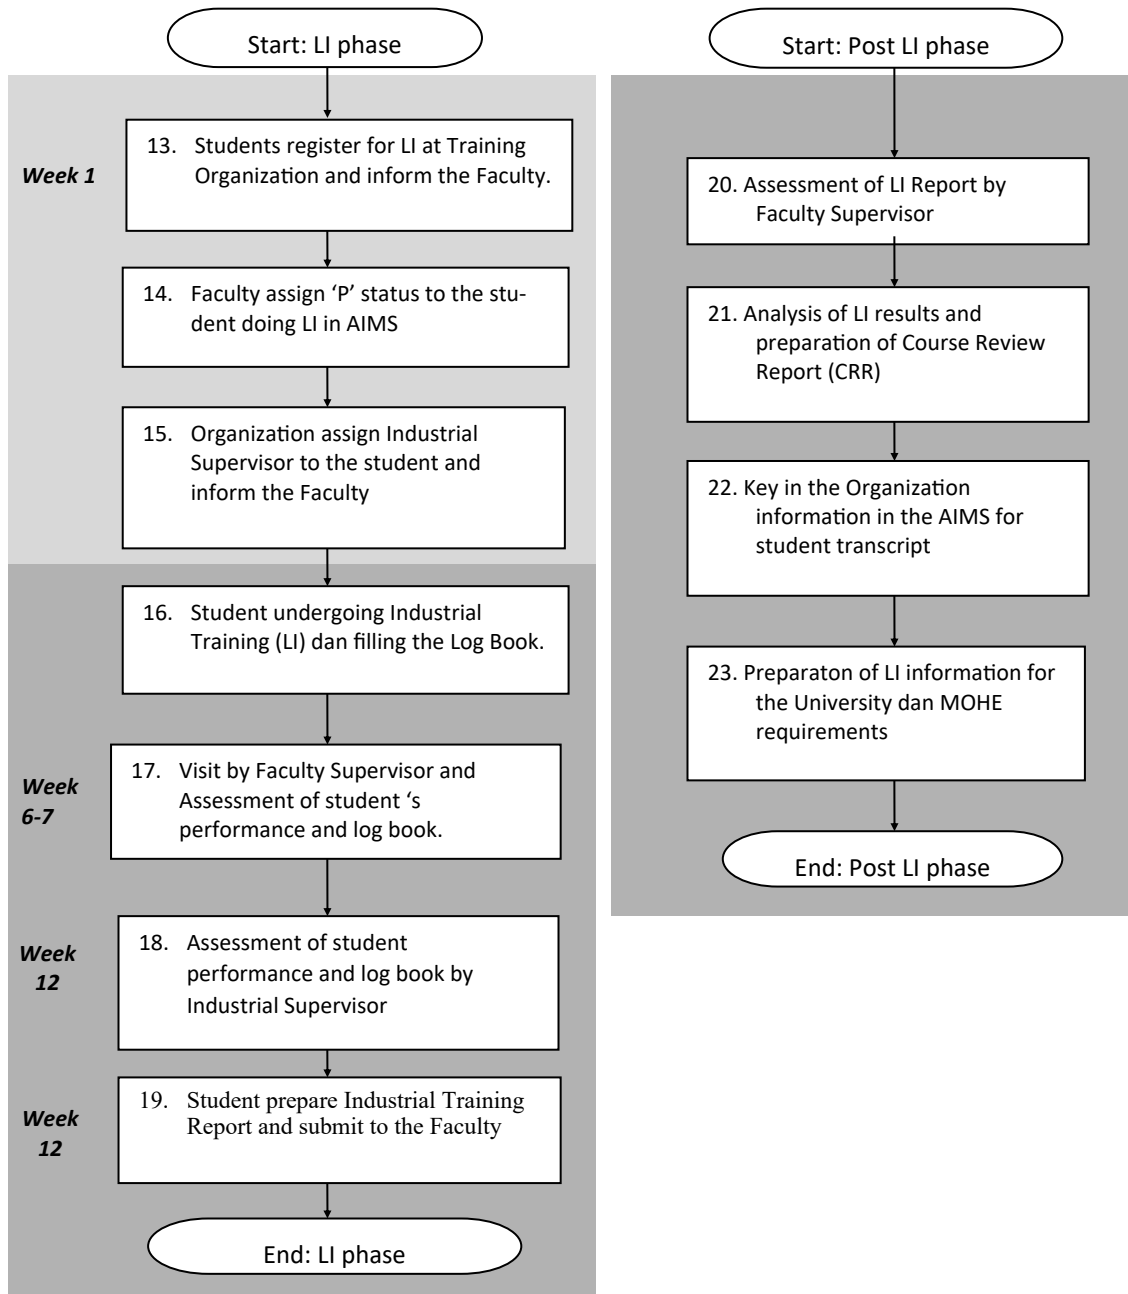 Start: LI phase
Week 1
13. Students register for LI at Training
Organization and inform the Faculty.
14. Faculty assign ‘P’ status to the stu-
dent doing LI in AIMS
15. Organization assign Industrial
Supervisor to the student and
inform the Faculty
16. Student undergoing Industrial
Training (LI) dan filling the Log Book.
Week
6-7
17. Visit by Faculty Supervisor and
Assessment of student ‘s
performance and log book.
Week
12
18. Assessment of student
performance and log book by
Industrial Supervisor
Week
12
19. Student prepare Industrial Training
Report and submit to the Faculty
End: LI phase
Start: Post LI phase
20. Assessment of LI Report by
Faculty Supervisor
21. Analysis of LI results and
preparation of Course Review
Report (CRR)
22. Key in the Organization
information in the AIMS for
student transcript
23. Preparaton of LI information for
the University dan MOHE
requirements
End: Post LI phase